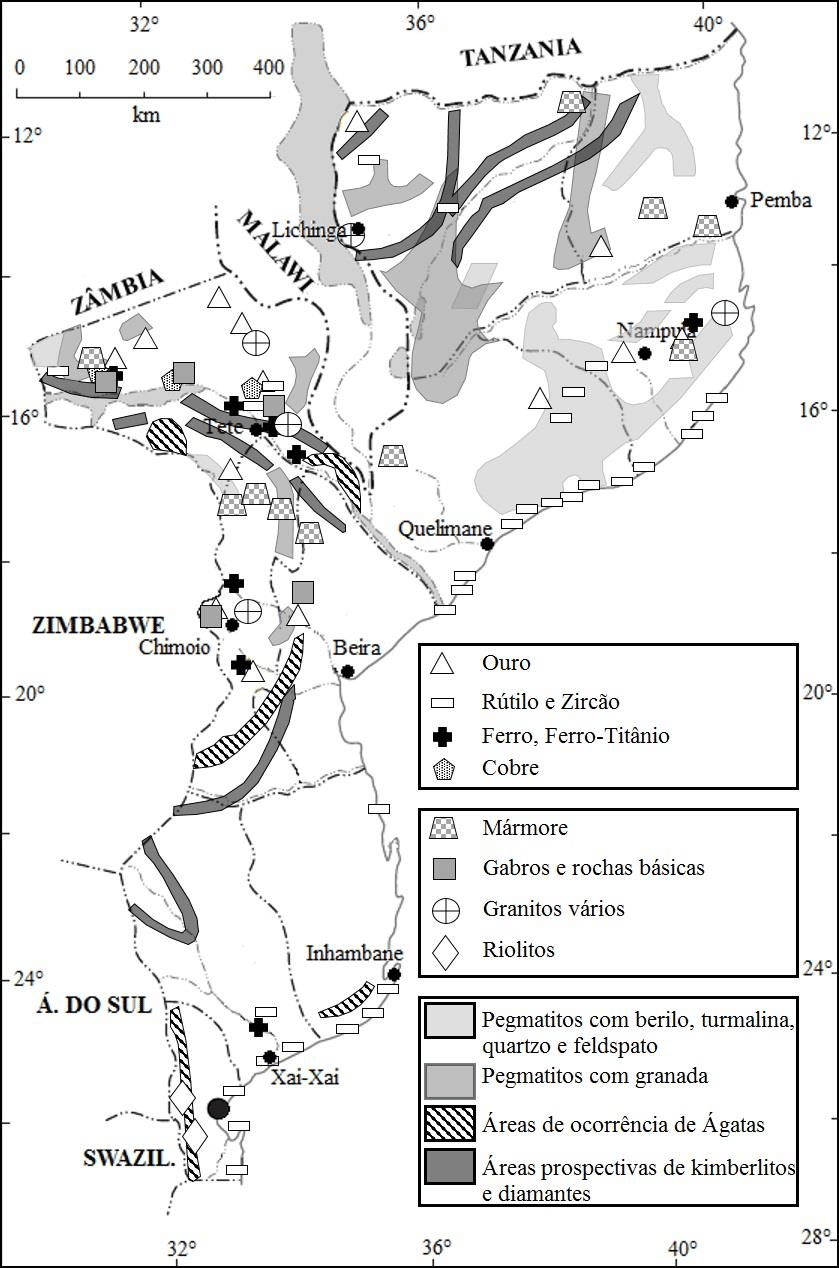 32°
36°
40°
TANZANIA
0 100 200 300 400
km
12°
12°
Pemba
Lichinga
MALAWI
ZÂMBIA
Nampula
16°
16°
Tete
Quelimane
ZIMBABWE
Chimoio
Beira
20°
20°
Ouro
Rútilo e Zircão
Ferro, Ferro-Titânio
Cobre
Mármore
Gabros e rochas básicas
Granitos vários
Riolitos
Inhambane
24°
24°
Á. DO SUL
Xai-Xai
SWAZIL.
Pegmatitos com berilo, turmalina,
quartzo e feldspato
Pegmatitos com granada
Áreas de ocorrência de Ágatas
Áreas prospectivas de kimberlitos
e diamantes
28°
32°
36°
40°